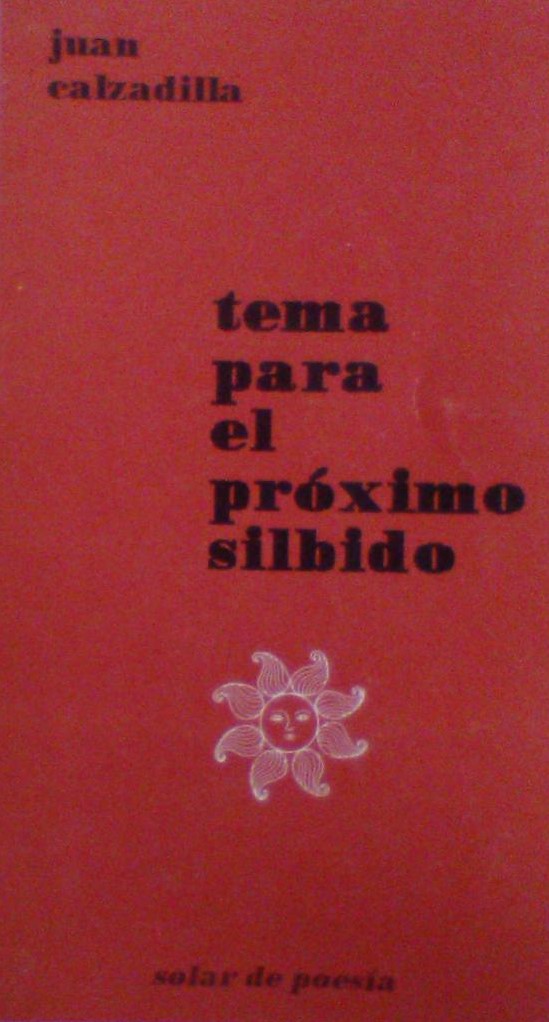 juan
calzadilla
tema
para
el
próximo
silbido
solar de poesía